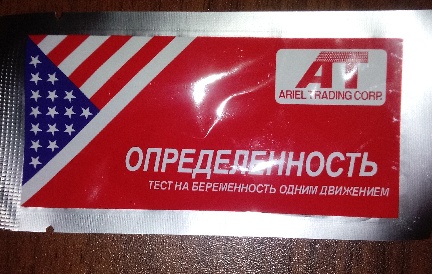 AT
ARIEL TRADING CORP.
ОПРЕДЕЛЕННОСТЬ
ТЕСТ НА БЕРЕМЕННОСТЬ ОДНИМ ДВИЖЕНИЕМ